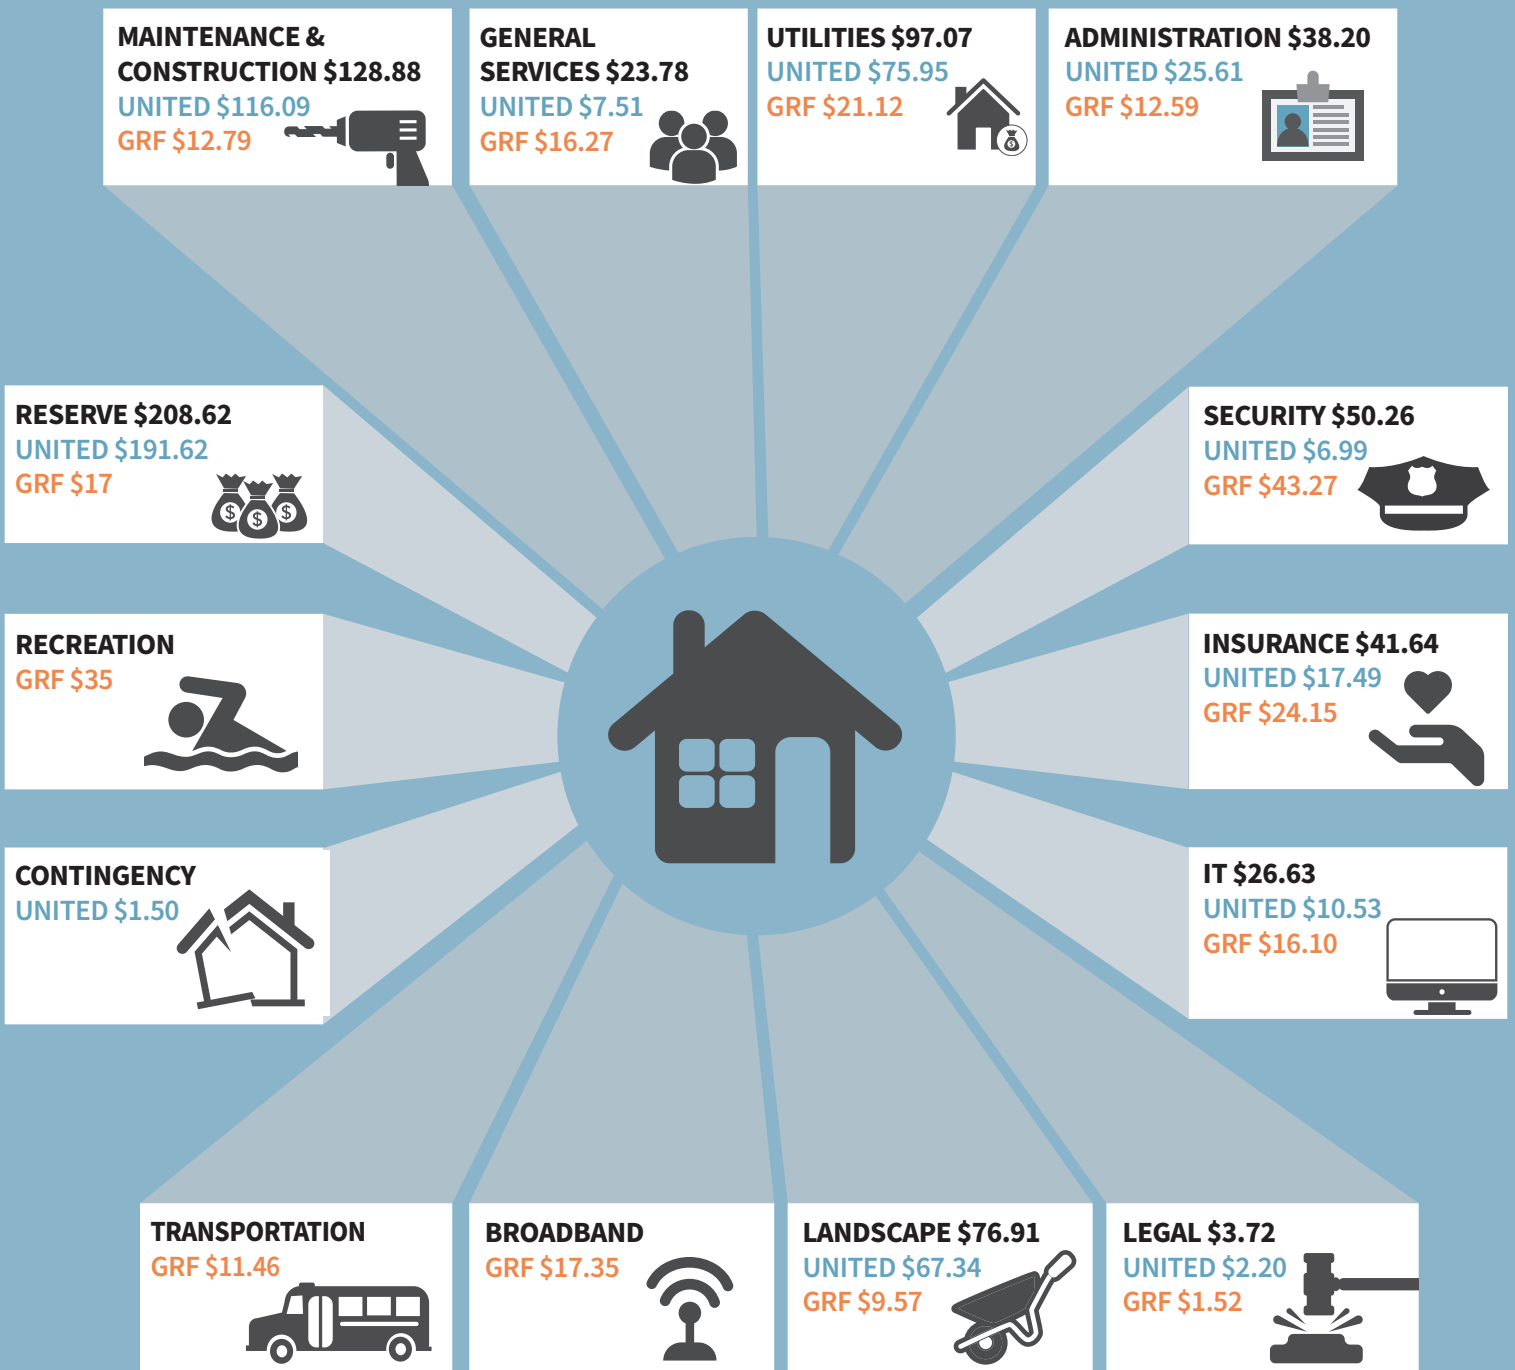 MAINTENANCE &
CONSTRUCTION $128.88
UNITED $116.09
GRF $12.79
GENERAL
SERVICES $23.78
UNITED $7.51
GRF $16.27
UTILITIES $97.07
UNITED $75.95
GRF $21.12
$
ADMINISTRATION $38.20
UNITED $25.61
GRF $12.59
RESERVE $208.62
UNITED $191.62
GRF $17
$ $ $
SECURITY $50.26
UNITED $6.99
GRF $43.27
RECREATION
GRF $35
INSURANCE $41.64
UNITED $17.49
GRF $24.15
CONTINGENCY
UNITED $1.50
IT $26.63
UNITED $10.53
GRF $16.10
TRANSPORTATION
GRF $11.46
BROADBAND
GRF $17.35
LANDSCAPE $76.91
UNITED $67.34
GRF $9.57
LEGAL $3.72
UNITED $2.20
GRF $1.52